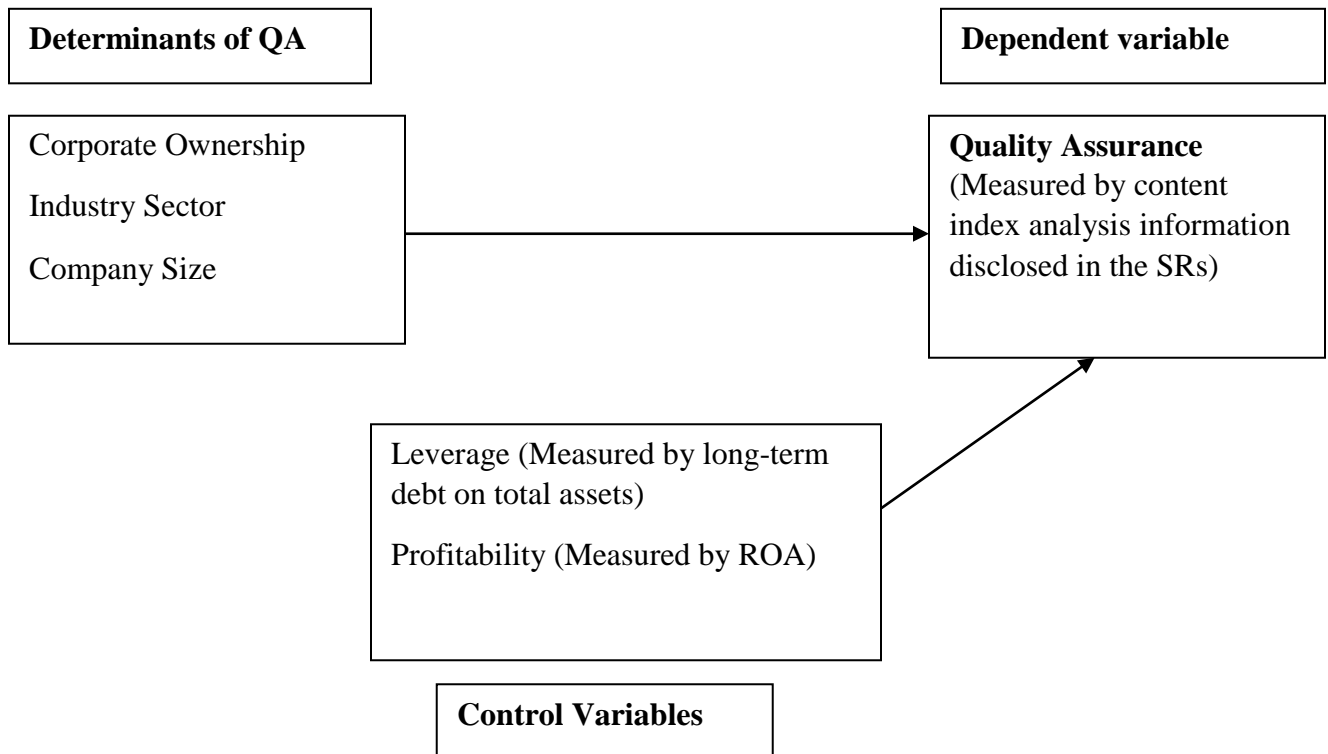 Determinants of QA
Dependent variable
Corporate Ownership
Industry Sector
Company Size
Quality Assurance
(Measured by content
index analysis information
disclosed in the SRs)
Leverage (Measured by long-term
debt on total assets)
Profitability (Measured by ROA)
Control Variables